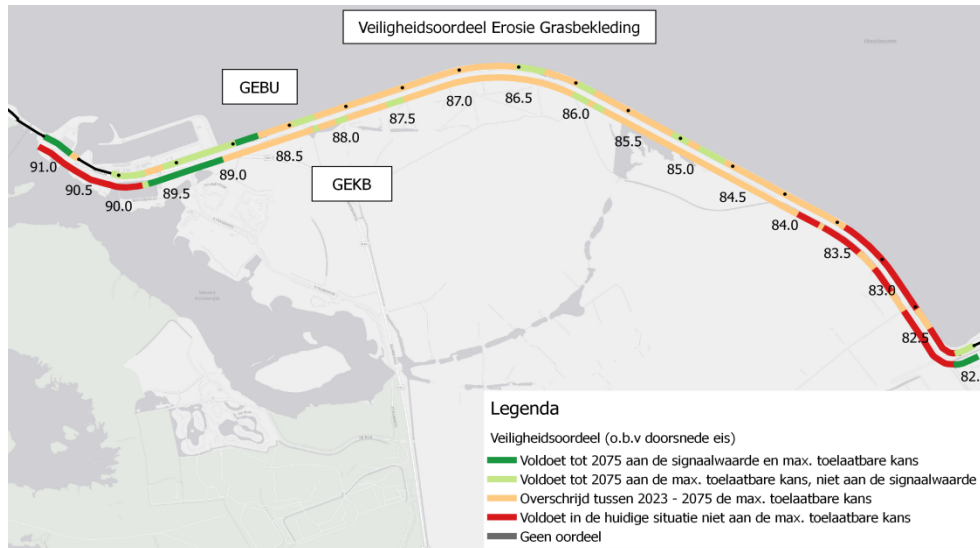 Veiligheidsoordeel Erosie Grasbekleding
GEBU
GEKB
91.0
90.5
90.0
89.5
89.0
88.5
88.0
87.5
87.0
86.5
86.0
85.5
85.0
84.5
84.0
83.5
83.0
82.5
82.
Legenda
Veiligheidsoordeel (o.b.v doorsnede eis)
Voldoet tot 2075 aan de signaalwaarde en max. toelaatbare kans
Voldoet tot 2075 aan de max. toelaatbare kans, niet aan de signaalwaarde
Overschrijd tussen 2023 - 2075 de max. toelaatbare kans
Voldoet in de huidige situatie niet aan de max. toelaatbare kans
Geen oordeel